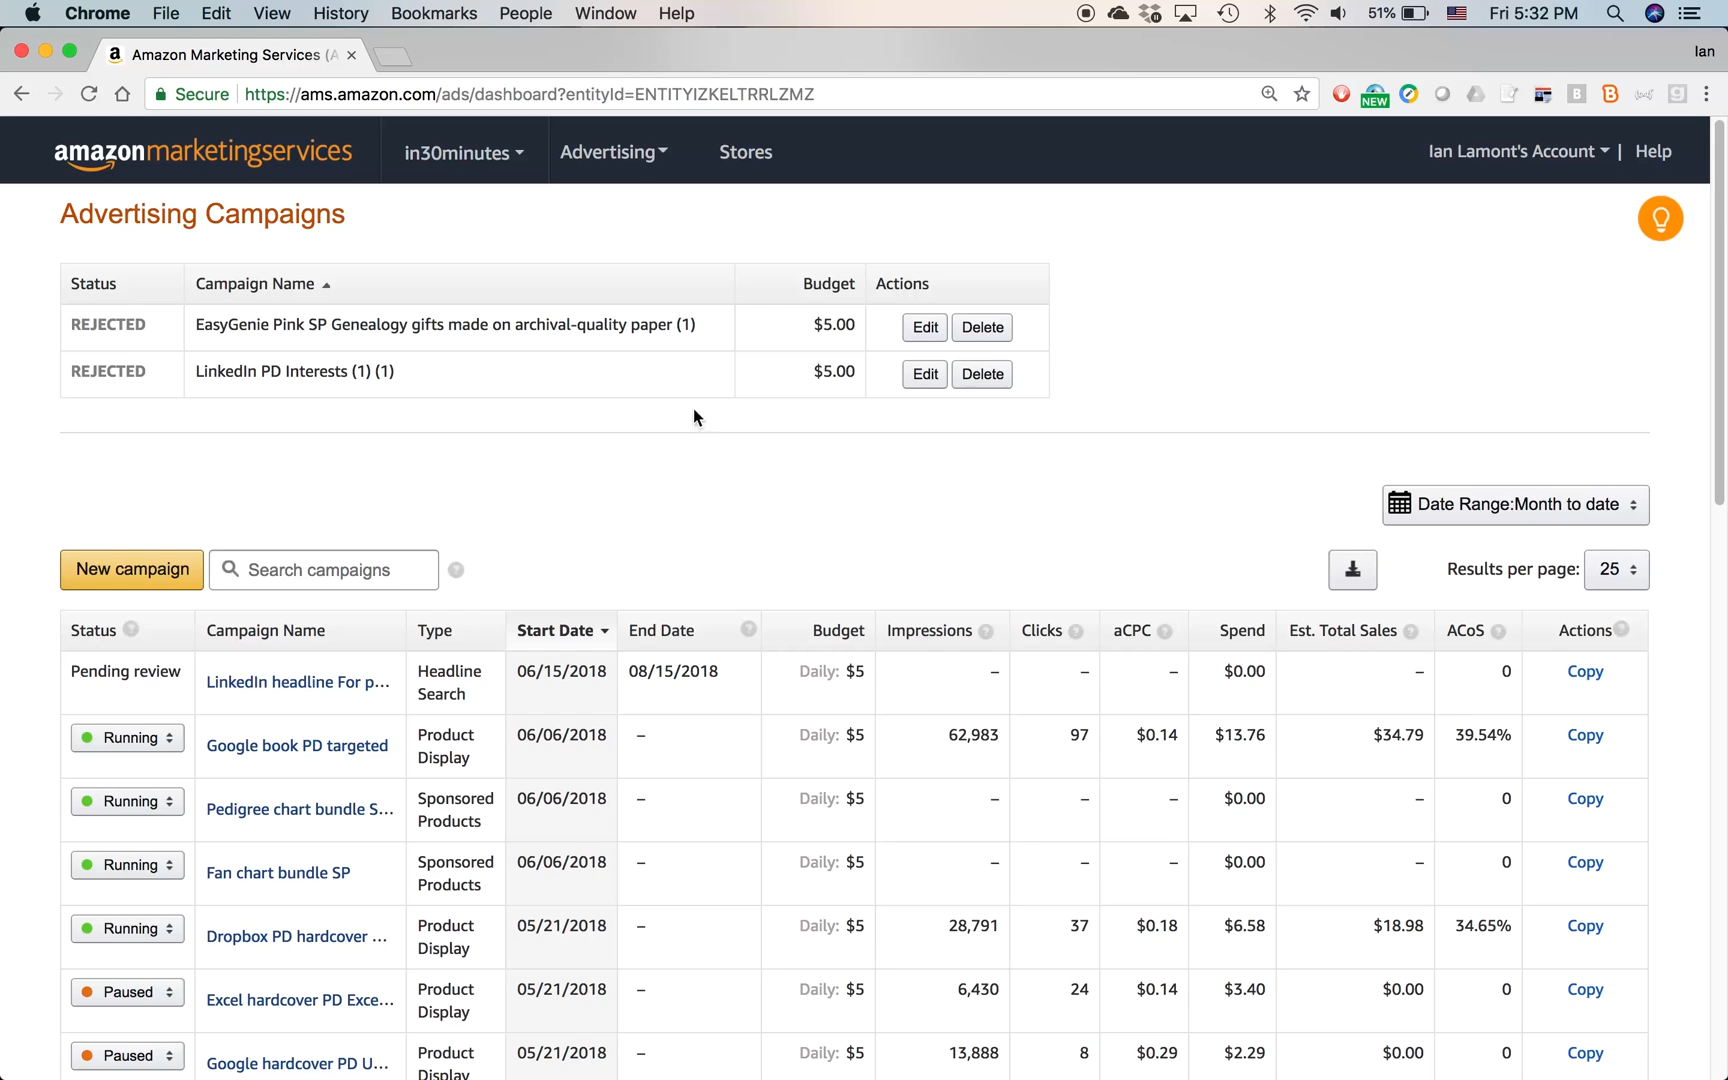 Chrome File Edit View History Bookmarks People Window Help 51% Fri 5:32 PM
a Amazon Marketing Services (A × Ian
Secure https://ams.amazon.com/ads/dashboard?entityId=ENTITYIZKELTRRLZMZ NEW
amazonmarketingservices in30minutes Advertising Stores Ian Lamont's Account | Help
Advertising Campaigns
Status Campaign Name Budget Actions
REJECTED EasyGenie Pink SP Genealogy gifts made on archival-quality paper (1) $5.00 Edit Delete
REJECTED LinkedIn PD Interests (1) (1) $5.00 Edit Delete
Date Range:Month to date
New campaign Search campaigns ? Results per page: 25
Status ? Campaign Name Type Start Date End Date ? Budget Impressions ? Clicks ? aCPC ? Spend Est. Total Sales ? ACoS ? Actions ?
Pending review LinkedIn headline For p... Headline 06/15/2018 08/15/2018 Daily: $5 – – – $0.00 – 0 Copy
Search
Running Google book PD targeted Product 06/06/2018 – Daily: $5 62,983 97 $0.14 $13.76 $34.79 39.54% Copy
Display
Running Pedigree chart bundle S... Sponsored 06/06/2018 – Daily: $5 – – – $0.00 – 0 Copy
Products
Running Fan chart bundle SP Sponsored 06/06/2018 – Daily: $5 – – – $0.00 – 0 Copy
Products
Running Dropbox PD hardcover ... Product 05/21/2018 – Daily: $5 28,791 37 $0.18 $6.58 $18.98 34.65% Copy
Display
Paused Excel hardcover PD Exce... Product 05/21/2018 – Daily: $5 6,430 24 $0.14 $3.40 $0.00 0 Copy
Display
Paused Google hardcover PD U... Product 05/21/2018 – Daily: $5 13,888 8 $0.29 $2.29 $0.00 0 Copy
Display